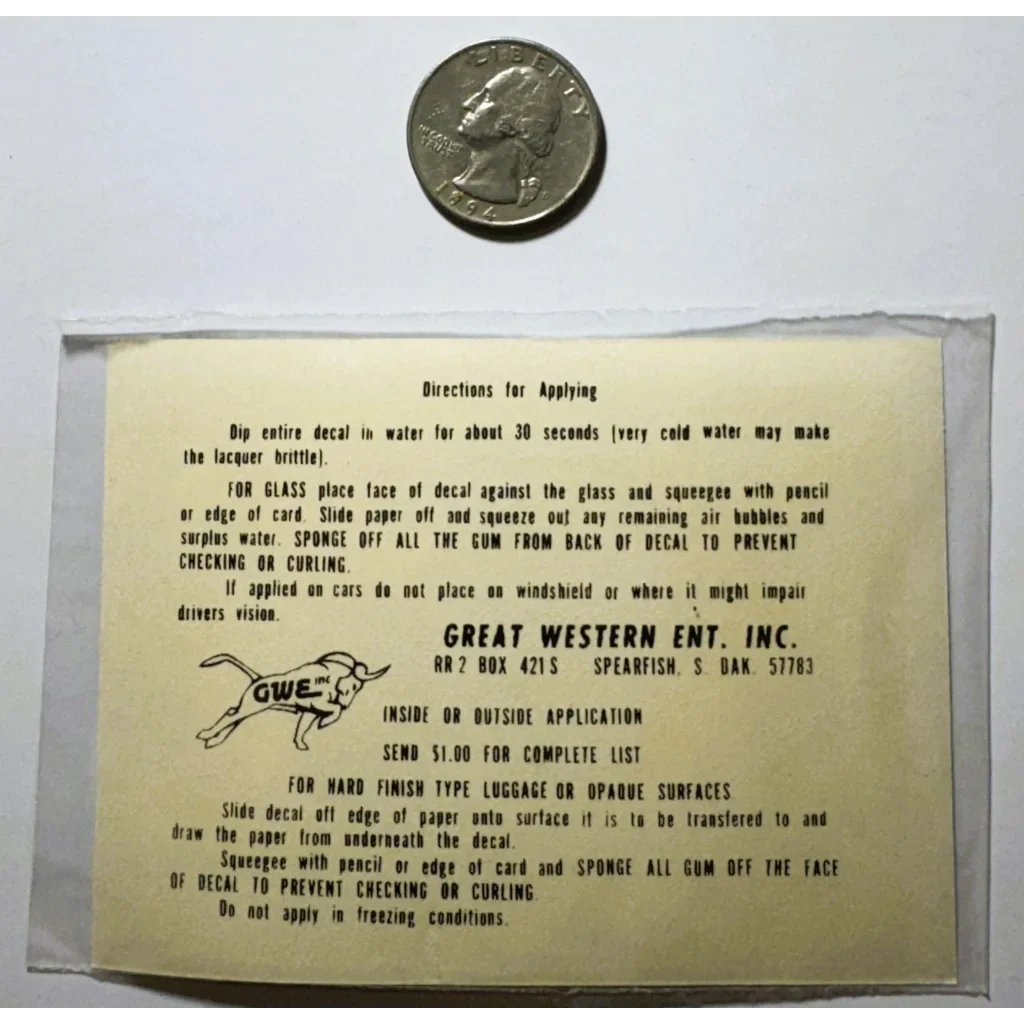 LIBERTY
IN GOD WE
TRUST
1994
Directions for Applying
Dip entire decal in water for about 30 seconds (very cold water may make
the lacquer brittle).
FOR GLASS place face of decal against the glass and squeegee with pencil
or edge of card. Slide paper off and squeeze out any remaining air bubbles and
surplus water. SPONGE OFF ALL THE GUM FROM BACK OF DECAL TO PREVENT
CHECKING OR CURLING.
If applied on cars do not place on windshield or where it might impair
drivers vision.
GREAT WESTERN ENT. INC.
RR 2 BOX 421 S SPEARFISH, S. DAK. 57783
GWE INC
INSIDE OR OUTSIDE APPLICATION
SEND $1.00 FOR COMPLETE LIST
FOR HARD FINISH TYPE LUGGAGE OR OPAQUE SURFACES
Slide decal off edge of paper onto surface it is to be transfered to and
draw the paper from underneath the decal.
Squeegee with pencil or edge of card and SPONGE ALL GUM OFF THE FACE
OF DECAL TO PREVENT CHECKING OR CURLING.
Do not apply in freezing conditions.